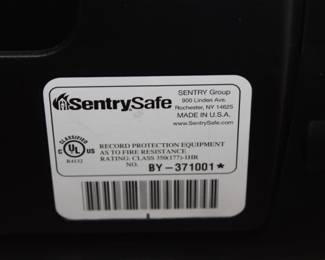 SentrySafe
SENTRY Group
900 Linden Ave.
Rochester, NY 14625
MADE IN U.S.A.
www.SentrySafe.com
CLASSIFIED
C UL US
R4132
RECORD PROTECTION EQUIPMENT
AS TO FIRE RESISTANCE
RATING: CLASS 350(177)-1HR
NO. BY-371001*